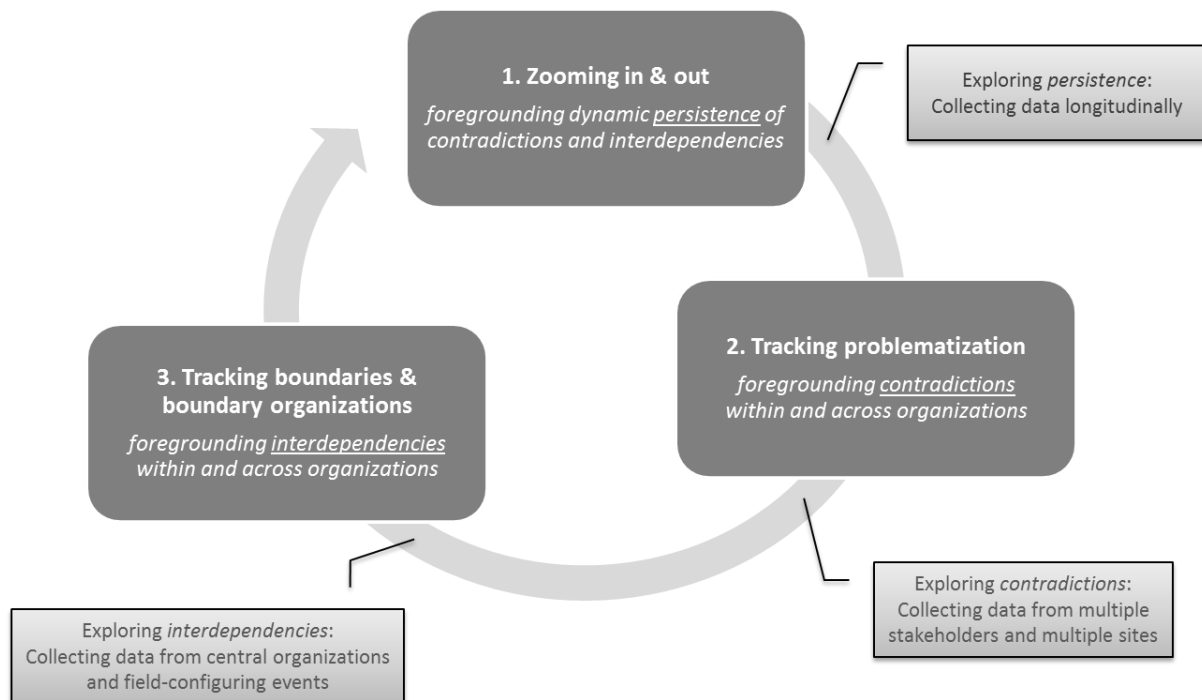 1. Zooming in & out
foregrounding dynamic persistence of
contradictions and interdependencies
Exploring persistence:
Collecting data longitudinally
2. Tracking problematization
foregrounding contradictions
within and across organizations
Exploring contradictions:
Collecting data from multiple
stakeholders and multiple sites
3. Tracking boundaries &
boundary organizations
foregrounding interdependencies
within and across organizations
Exploring interdependencies:
Collecting data from central organizations
and field-configuring events